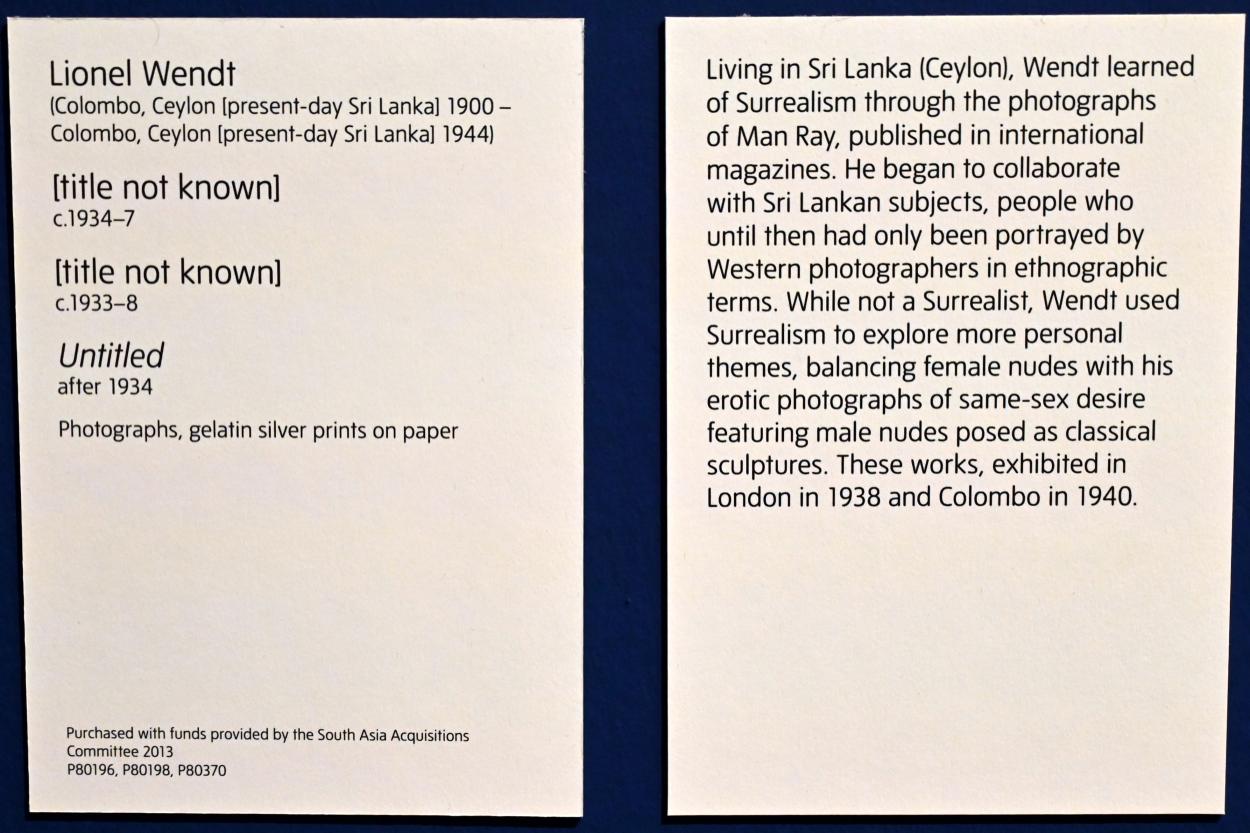 Lionel Wendt
(Colombo, Ceylon [present-day Sri Lanka] 1900 –
Colombo, Ceylon [present-day Sri Lanka] 1944)
[title not known]
c.1934–7
[title not known]
c.1933–8
Untitled
after 1934
Photographs, gelatin silver prints on paper
Purchased with funds provided by the South Asia Acquisitions
Committee 2013
P80196, P80198, P80370
Living in Sri Lanka (Ceylon), Wendt learned
of Surrealism through the photographs
of Man Ray, published in international
magazines. He began to collaborate
with Sri Lankan subjects, people who
until then had only been portrayed by
Western photographers in ethnographic
terms. While not a Surrealist, Wendt used
Surrealism to explore more personal
themes, balancing female nudes with his
erotic photographs of same-sex desire
featuring male nudes posed as classical
sculptures. These works, exhibited in
London in 1938 and Colombo in 1940.